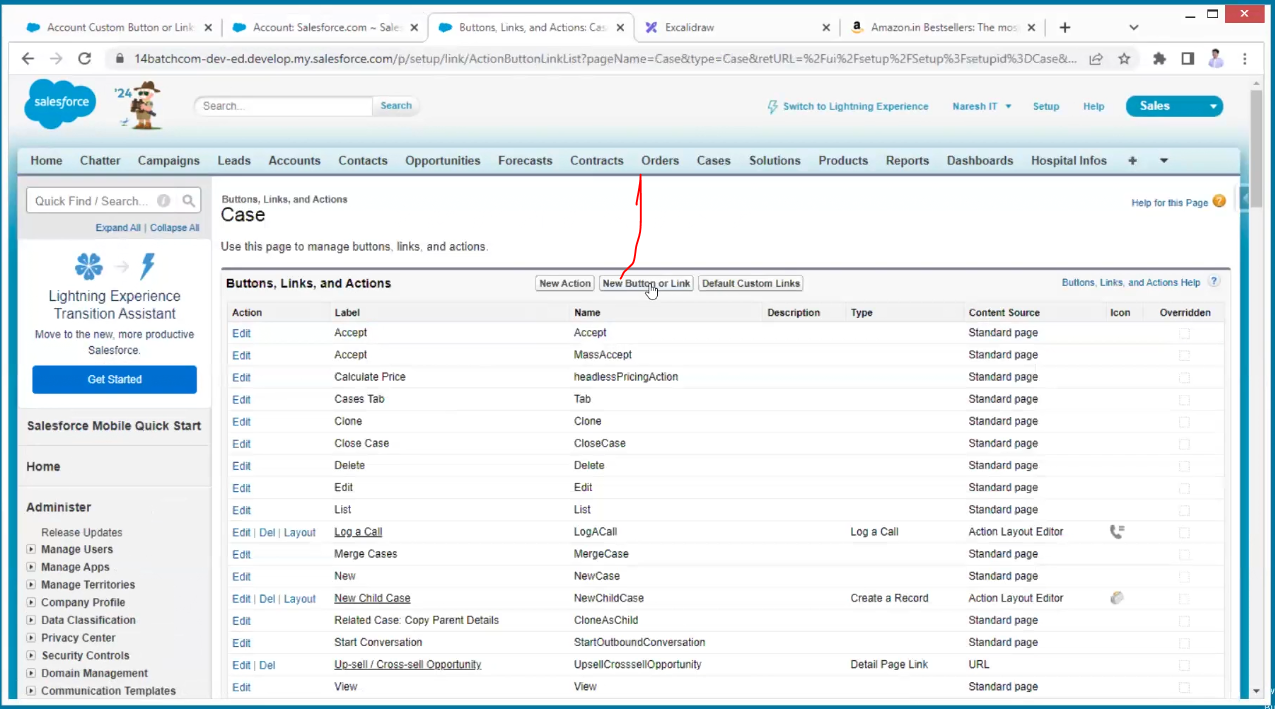 Account Custom Button or Link
Account: Salesforce.com ~ Sales
Buttons, Links, and Actions: Cas
Excalidraw
Amazon.in Bestsellers: The mos
14batchcom-dev-ed.develop.my.salesforce.com/p/setup/link/ActionButtonLinkList?pageName=Case&type=Case&retURL=%2Fui%2Fsetup%2FSetup%3Fsetupid%3DCase&...
salesforce
'24
Search...
Search
Switch to Lightning Experience
Naresh IT
Setup
Help
Sales
Home Chatter Campaigns Leads Accounts Contacts Opportunities Forecasts Contracts Orders Cases Solutions Products Reports Dashboards Hospital Infos +
Quick Find / Search...
Expand All | Collapse All
Lightning Experience
Transition Assistant
Move to the new, more productive
Salesforce.
Get Started
Salesforce Mobile Quick Start
Home
Administer
Release Updates
Manage Users
Manage Apps
Manage Territories
Company Profile
Data Classification
Privacy Center
Security Controls
Domain Management
Communication Templates
Buttons, Links, and Actions
Case
Help for this Page
Use this page to manage buttons, links, and actions.
Buttons, Links, and Actions
New Action
New Button or Link
Default Custom Links
Buttons, Links, and Actions Help ?
Action Label Name Description Type Content Source Icon Overridden
Edit Accept Accept Standard page
Edit Accept MassAccept Standard page
Edit Calculate Price headlessPricingAction Standard page
Edit Cases Tab Tab Standard page
Edit Clone Clone Standard page
Edit Close Case CloseCase Standard page
Edit Delete Delete Standard page
Edit Edit Edit Standard page
Edit List List Standard page
Edit | Del | Layout Log a Call LogACall Log a Call Action Layout Editor
Edit Merge Cases MergeCase Standard page
Edit New NewCase Standard page
Edit | Del | Layout New Child Case NewChildCase Create a Record Action Layout Editor
Edit Related Case: Copy Parent Details CloneAsChild Standard page
Edit Start Conversation StartOutboundConversation Standard page
Edit | Del Up-sell / Cross-sell Opportunity UpsellCrosssellOpportunity Detail Page Link URL
Edit View View Standard page